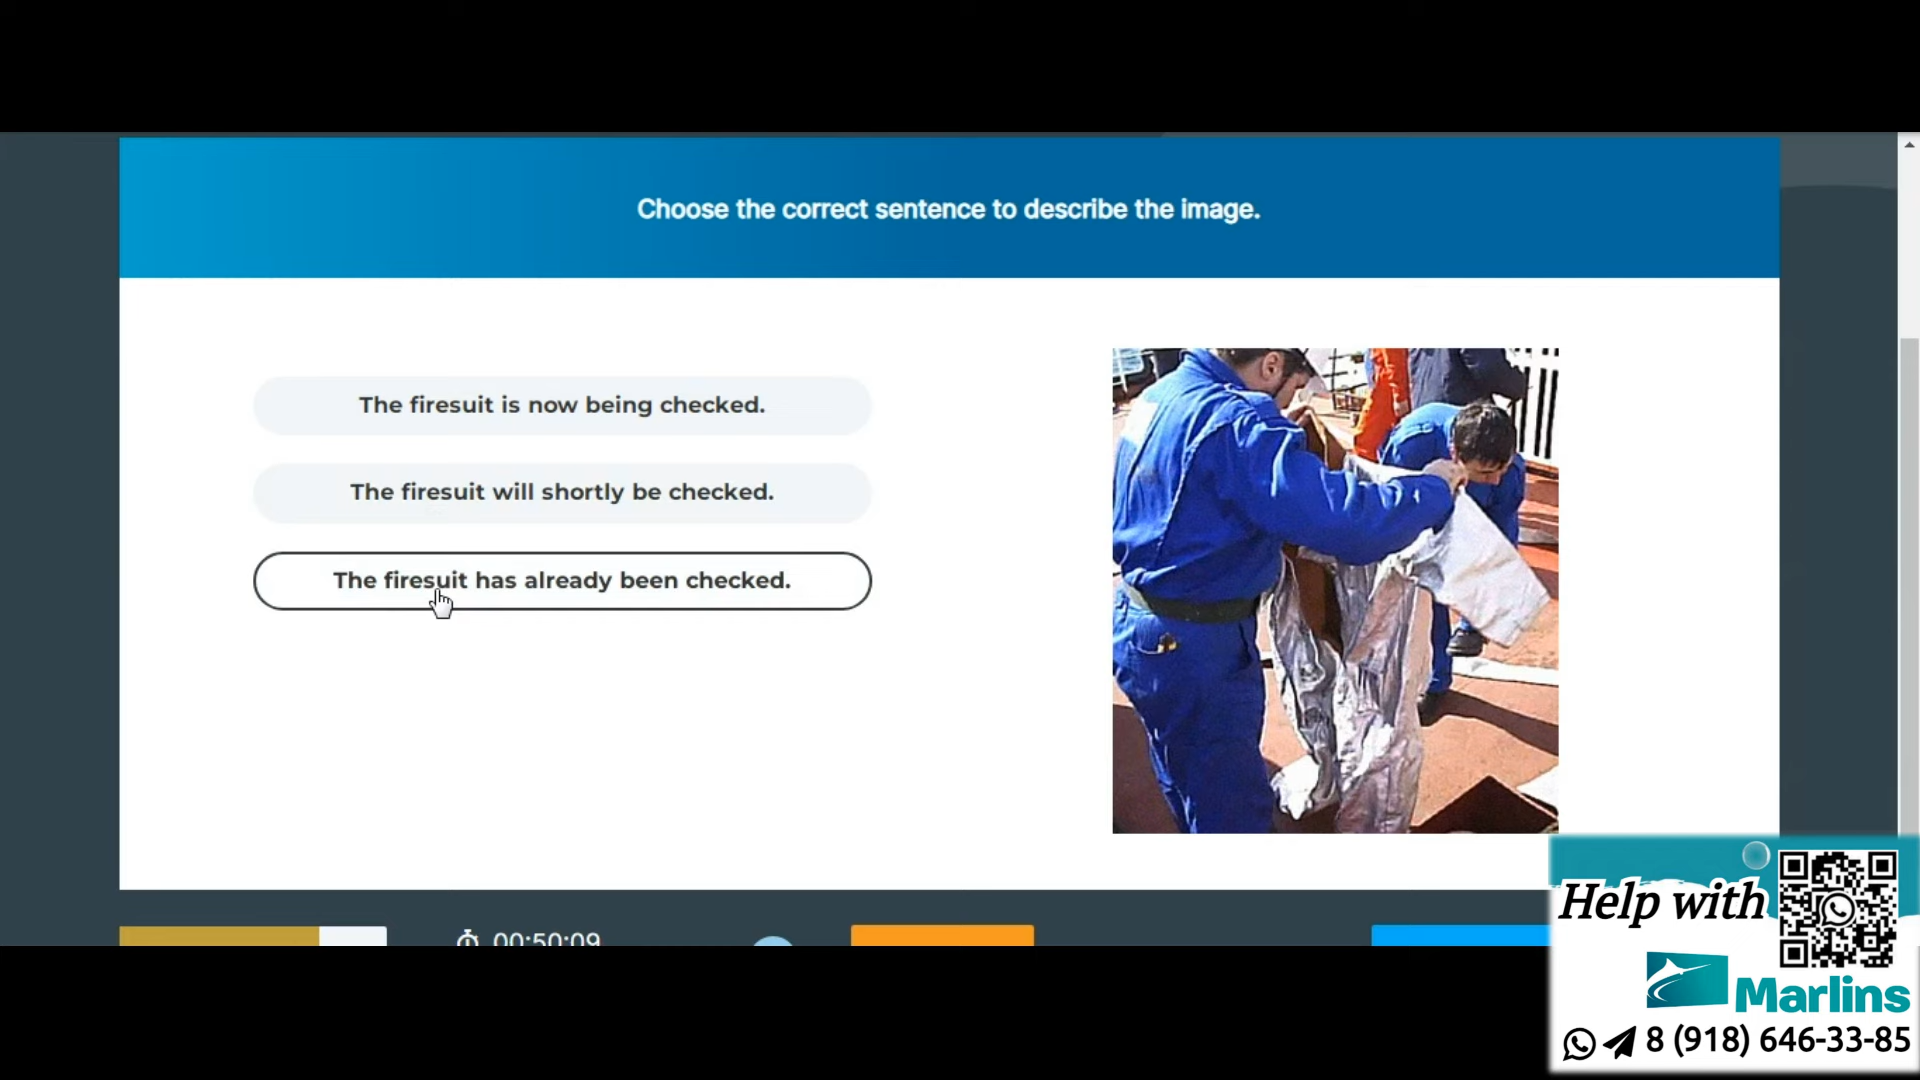 Choose the correct sentence to describe the image.
The firesuit is now being checked.
The firesuit will shortly be checked.
The firesuit has already been checked.
00:50:09
Help with
Marlins
8 (918) 646-33-85